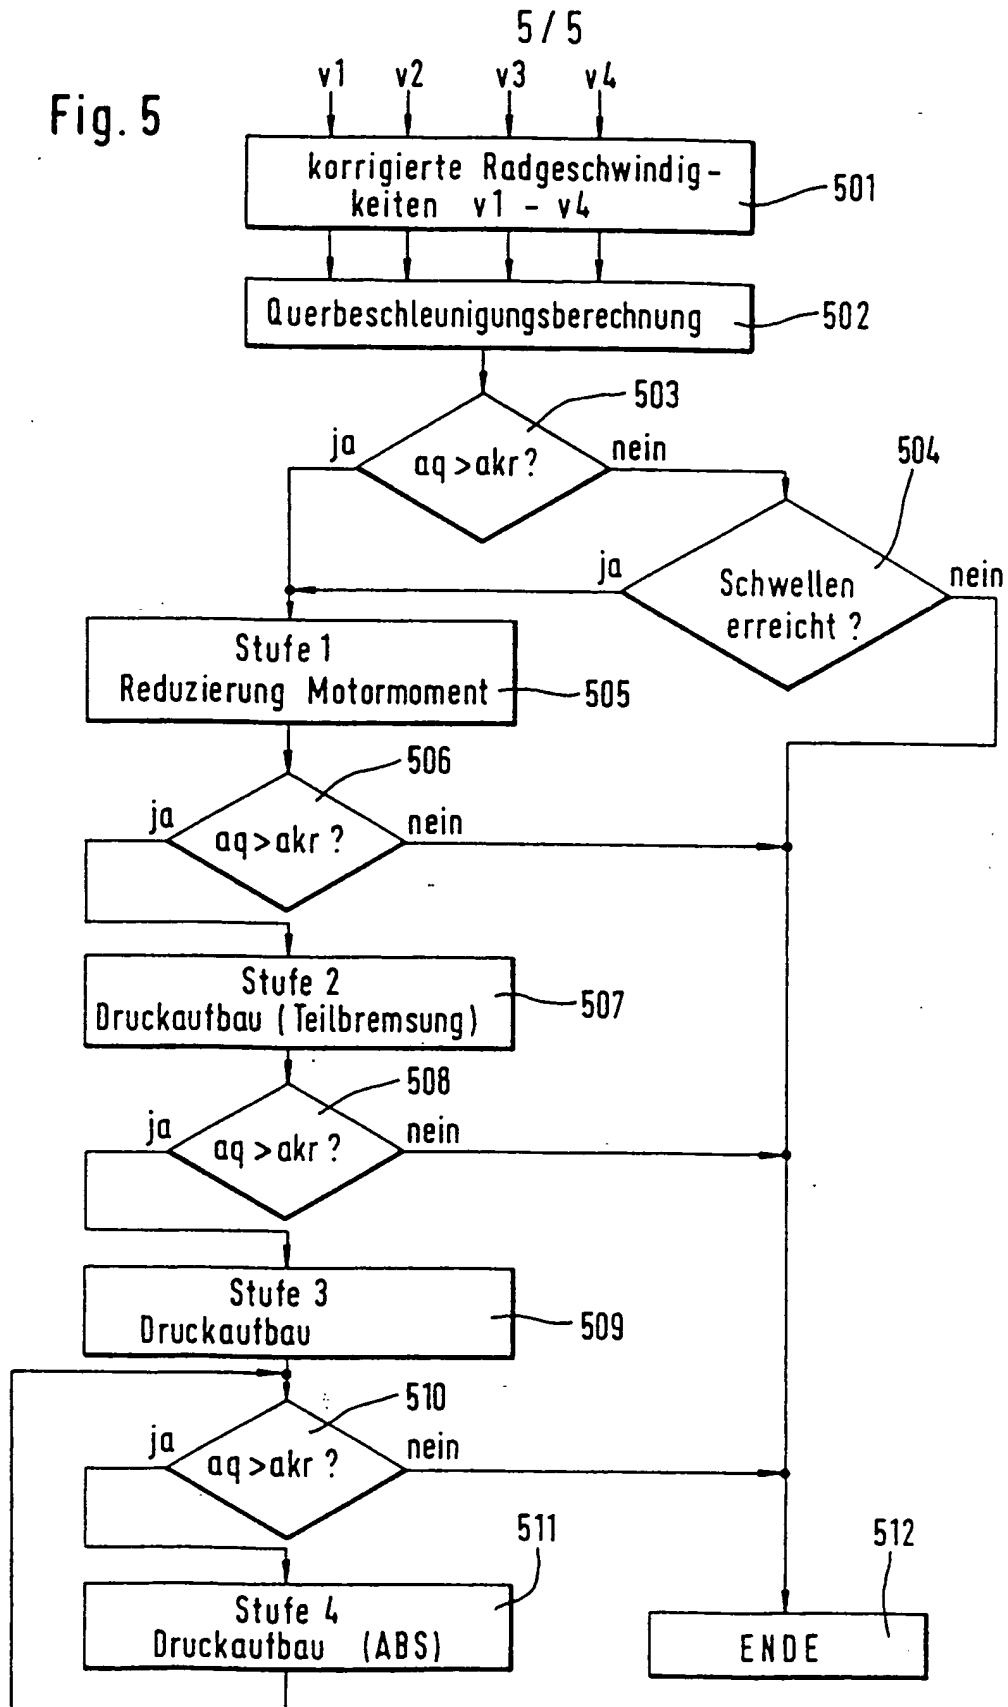 5/5
Fig. 5
v1 v2 v3 v4
korrigierte Radgeschwindig-
keiten v1 - v4
501
Querbeschleunigungsberechnung
502
503
ja
aq>akr?
nein
504
ja
Schwellen
erreicht?
nein
Stufe 1
Reduzierung Motormoment
505
506
ja
aq>akr?
nein
Stufe 2
Druckaufbau (Teilbremsung)
507
508
ja
aq>akr?
nein
Stufe 3
Druckaufbau
509
510
ja
aq>akr?
nein
511
Stufe 4
Druckaufbau (ABS)
512
ENDE